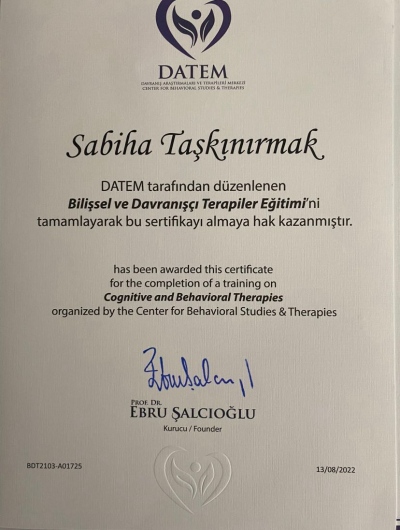 DATEM
DAVRANIŞ ARAŞTIRMALARI VE TERAPİLERİ MERKEZİ
CENTER FOR BEHAVIORAL STUDIES & THERAPIES
Sabiha Taşkınırmak
DATEM tarafından düzenlenen
Bilişsel ve Davranışçı Terapiler Eğitimi'ni
tamamlayarak bu sertifikayı almaya hak kazanmıştır.
has been awarded this certificate
for the completion of a training on
Cognitive and Behavioral Therapies
organized by the Center for Behavioral Studies & Therapies
PROF. DR.
EBRU ŞALCIOĞLU
Kurucu / Founder
BDT2103-A01725
13/08/2022